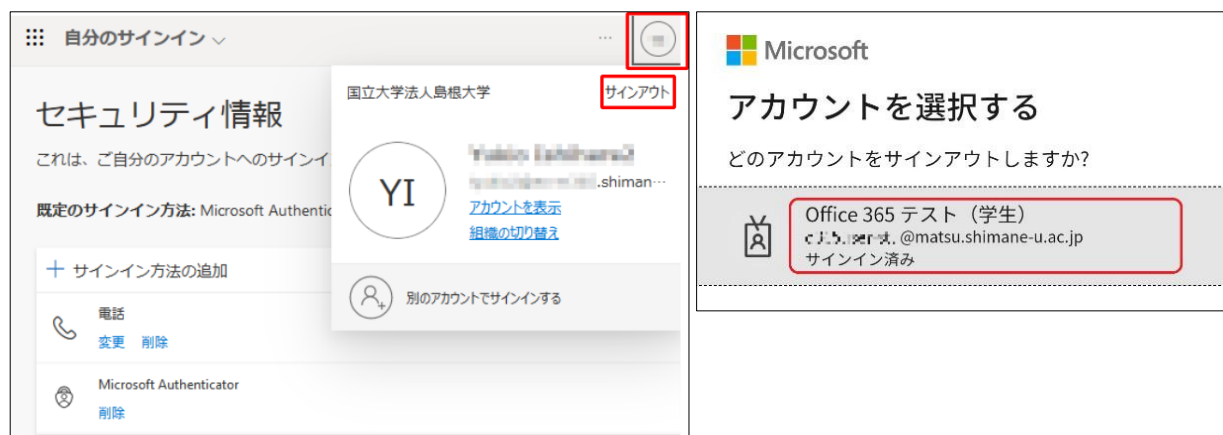 自分のサインイン
セキュリティ情報
これは、ご自分のアカウントへのサインイ
既定のサインイン方法: Microsoft Authentic
サインイン方法の追加
電話
変更 削除
Microsoft Authenticator
削除
国立大学法人島根大学 サインアウト
YI
.shiman…
アカウントを表示
組織の切り替え
別のアカウントでサインインする
Microsoft
アカウントを選択する
どのアカウントをサインアウトしますか?
Office 365 テスト（学生）
@matsu.shimane-u.ac.jp
サインイン済み